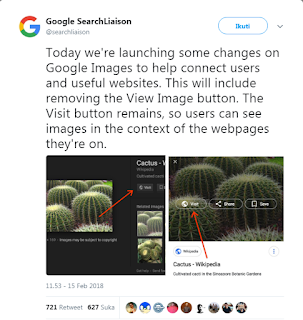 Google SearchLiaison
@searchliaison
Ikuti
Today we're launching some changes on
Google Images to help connect users
and useful websites. This will include
removing the View Image button. The
Visit button remains, so users can see
images in the context of the webpages
they're on.
Wikipedia
Visit
Related images
Images may be subject to copyright
Visit
Share
Save
Wikipedia
Cactus - Wikipedia
Cultivated cacti in the Singapore Botanic Gardens
11.53 - 15 Feb 2018
721 Retweet 627 Suka